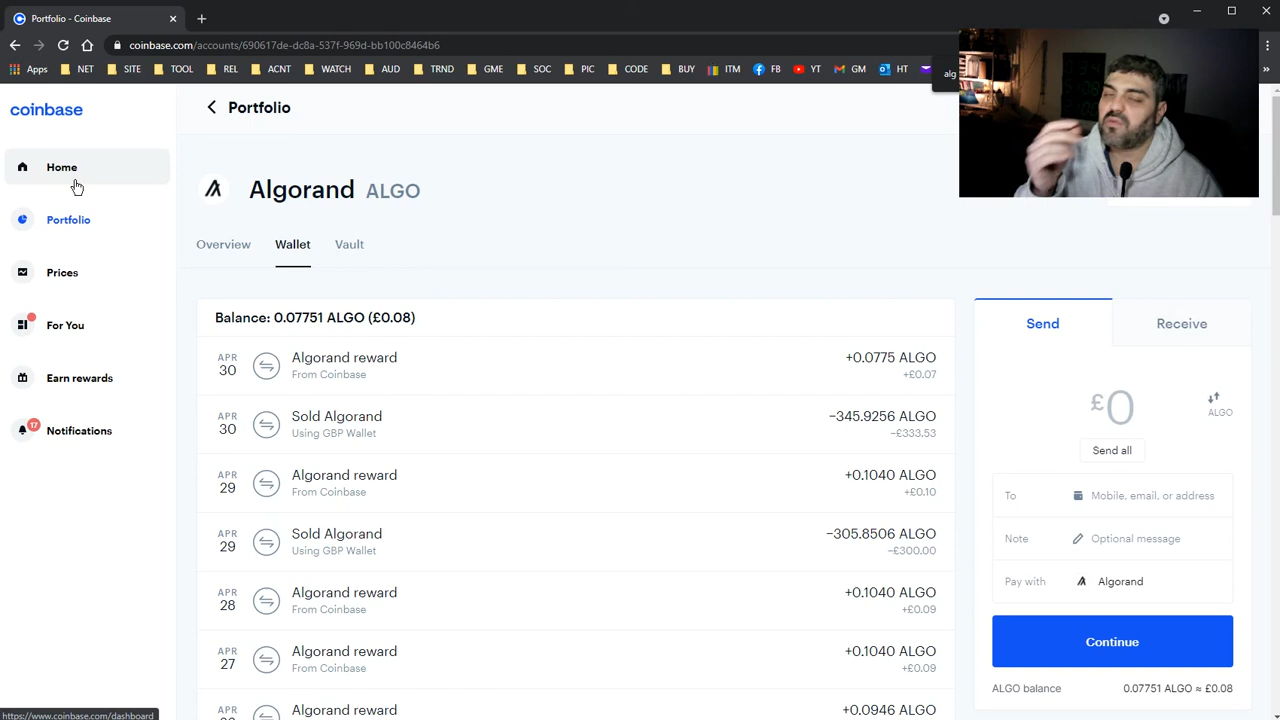 Portfolio - Coinbase
coinbase.com/accounts/690617de-dc8a-537f-969d-bb100c8464b6
Apps NET SITE TOOL REL ACNT WATCH AUD TRND GME SOC PIC CODE BUY ITM FB YT GM HT
alg
coinbase
Home
Portfolio
Prices
For You
Earn rewards
17
Notifications
Portfolio
Algorand ALGO
Overview Wallet Vault
Balance: 0.07751 ALGO (£0.08)
APR 30
Algorand reward +0.0775 ALGO
From Coinbase +£0.07
APR 30
Sold Algorand −345.9256 ALGO
Using GBP Wallet −£333.53
APR 29
Algorand reward +0.1040 ALGO
From Coinbase +£0.10
APR 29
Sold Algorand −305.8506 ALGO
Using GBP Wallet −£300.00
APR 28
Algorand reward +0.1040 ALGO
From Coinbase +£0.09
APR 27
Algorand reward +0.1040 ALGO
From Coinbase +£0.09
APR
Algorand reward +0.0946 ALGO
Send Receive
£0
ALGO
Send all
To Mobile, email, or address
Note Optional message
Pay with Algorand
Continue
ALGO balance 0.07751 ALGO ≈ £0.08
https://www.coinbase.com/dashboard